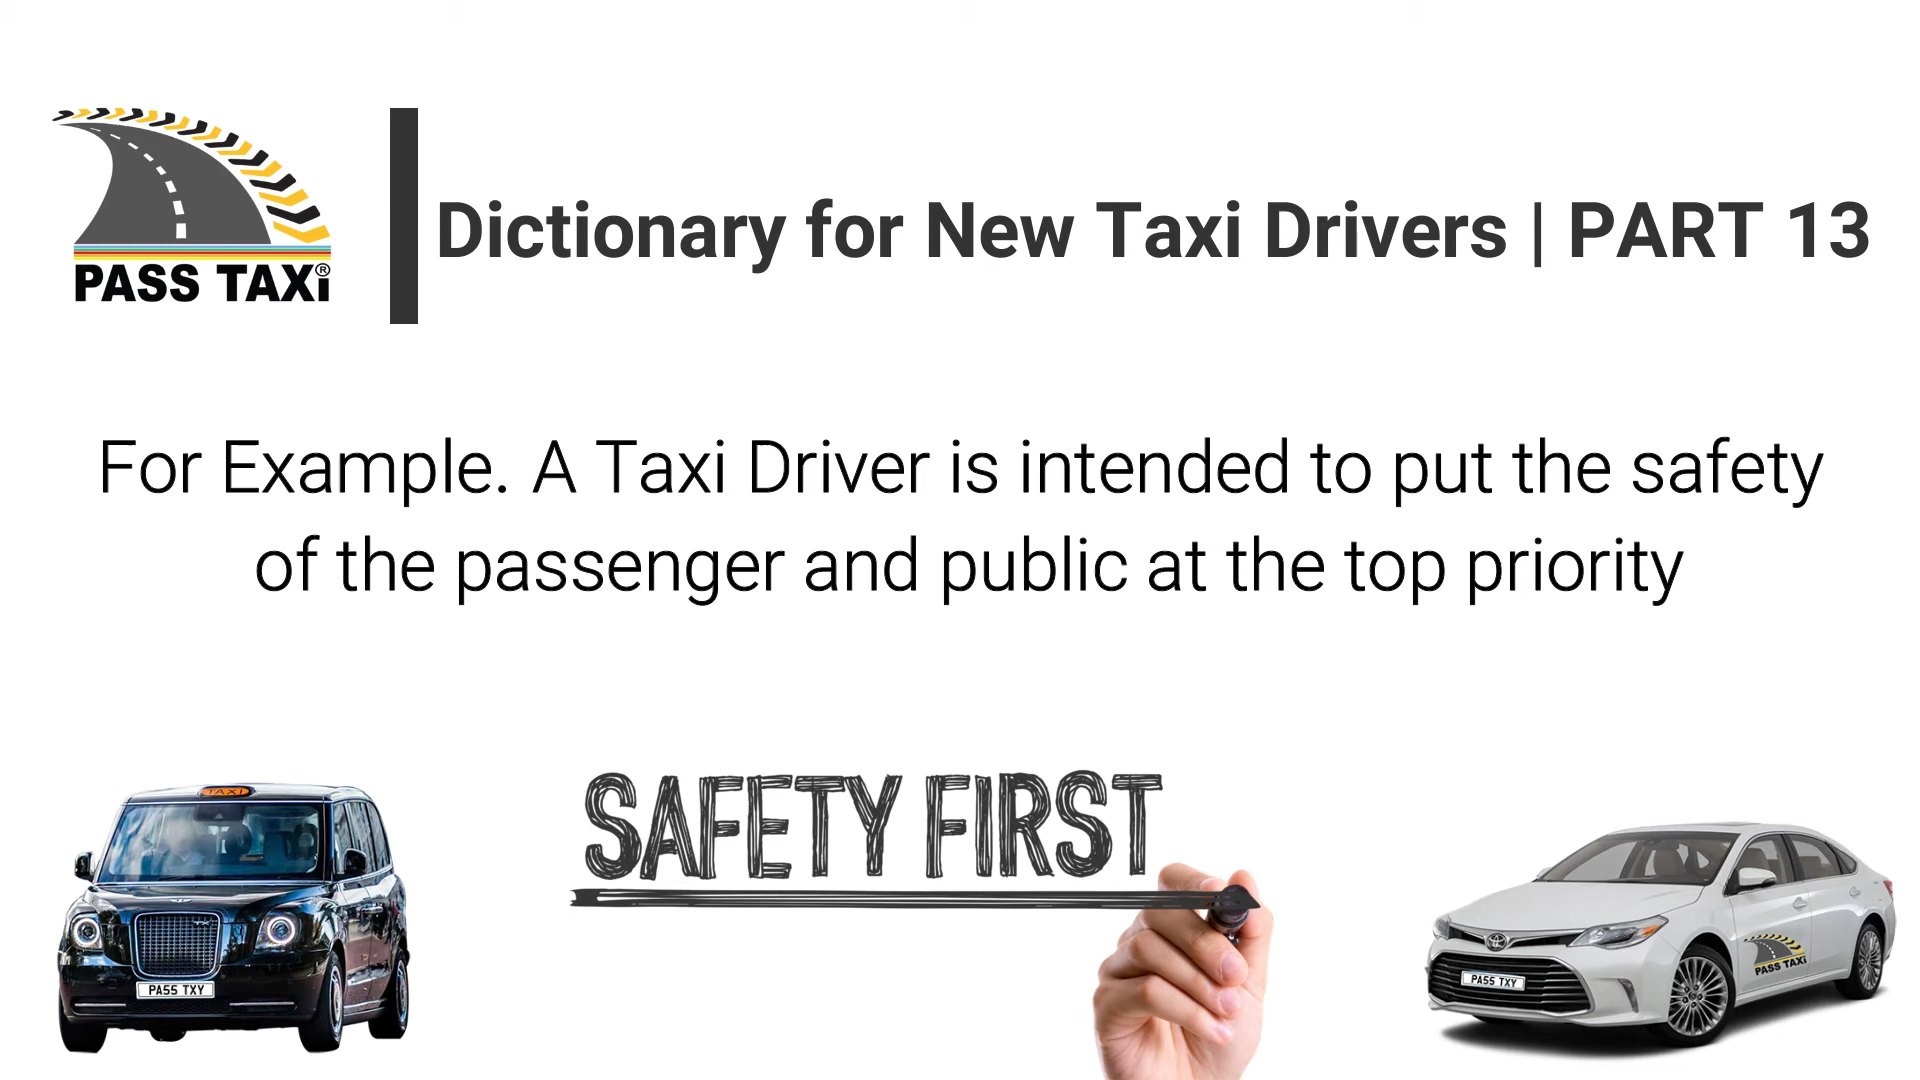 PASS TAXi®
Dictionary for New Taxi Drivers | PART 13
For Example. A Taxi Driver is intended to put the safety
of the passenger and public at the top priority
TAXI
SAFETY FIRST
PA55 TXY
PASS TAXi
PA55 TXY